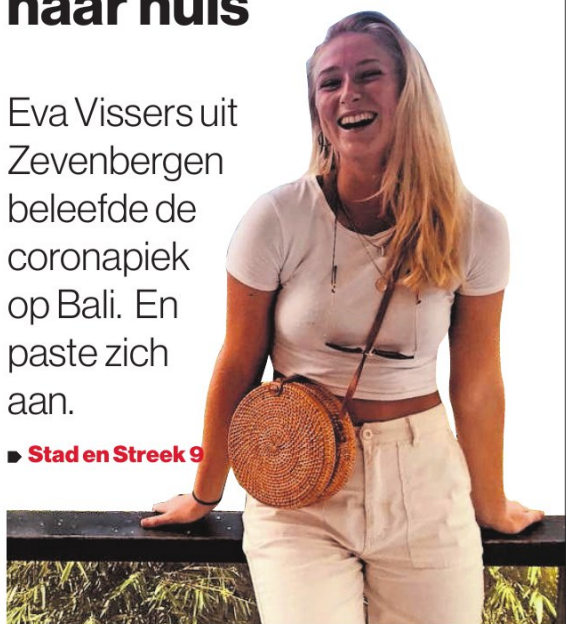 naar huis
Eva Vissers uit
Zevenbergen
beleefde de
coronapiek
op Bali. En
paste zich
aan.
Stad en Streek 9